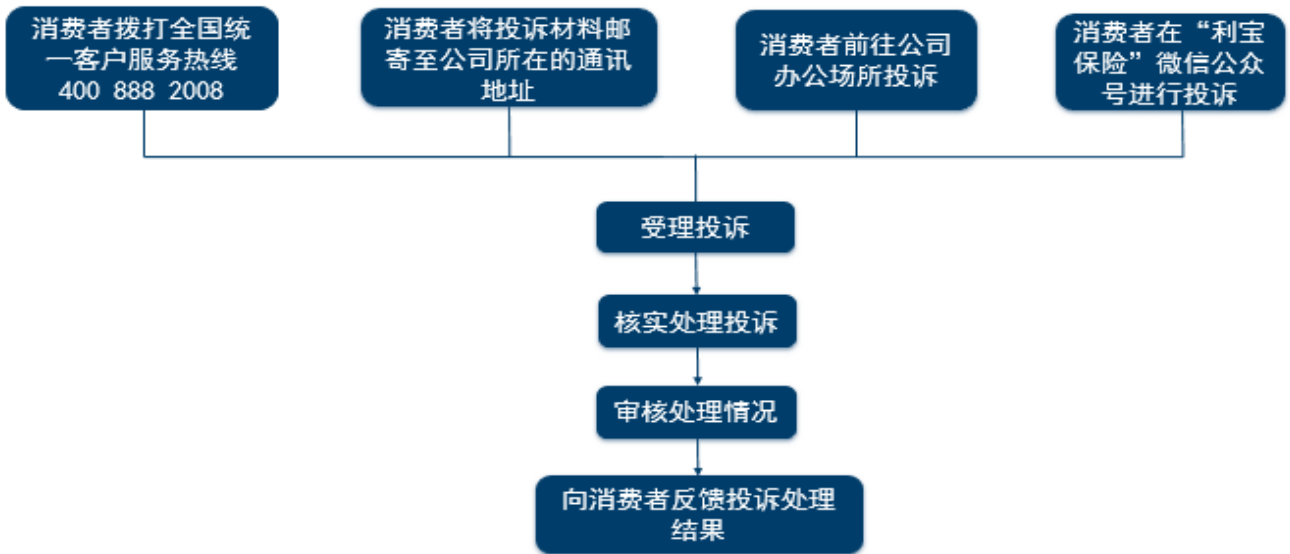 消费者拨打全国统
一客户服务热线
400 888 2008
消费者将投诉材料邮
寄至公司所在的通讯
地址
消费者前往公司
办公场所投诉
消费者在“利宝
保险”微信公众
号进行投诉
受理投诉
核实处理投诉
审核处理情况
向消费者反馈投诉处理
结果